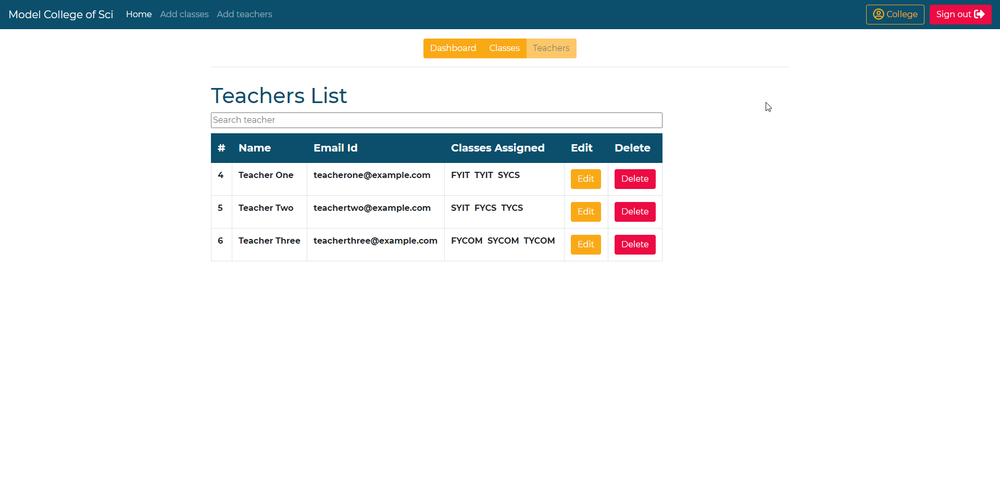 Model College of Sci Home Add classes Add teachers College Sign out
Dashboard Classes Teachers
Teachers List
Search teacher
# Name Email Id Classes Assigned Edit Delete
4 Teacher One teacherone@example.com FYIT TYIT SYCS Edit Delete
5 Teacher Two teachertwo@example.com SYIT FYCS TYCS Edit Delete
6 Teacher Three teacherthree@example.com FYCOM SYCOM TYCOM Edit Delete